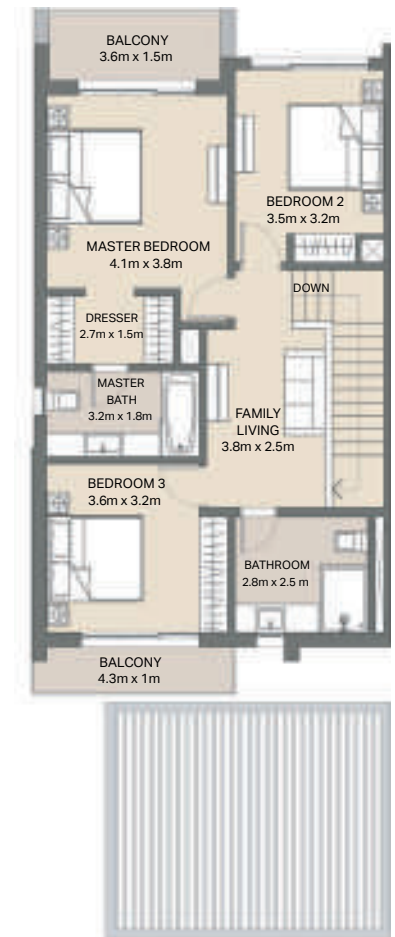 BALCONY
3.6m x 1.5m
BEDROOM 2
3.5m x 3.2m
MASTER BEDROOM
4.1m x 3.8m
DOWN
DRESSER
2.7m x 1.5m
MASTER
BATH
3.2m x 1.8m
FAMILY
LIVING
3.8m x 2.5m
BEDROOM 3
3.6m x 3.2m
BATHROOM
2.8m x 2.5 m
BALCONY
4.3m x 1m